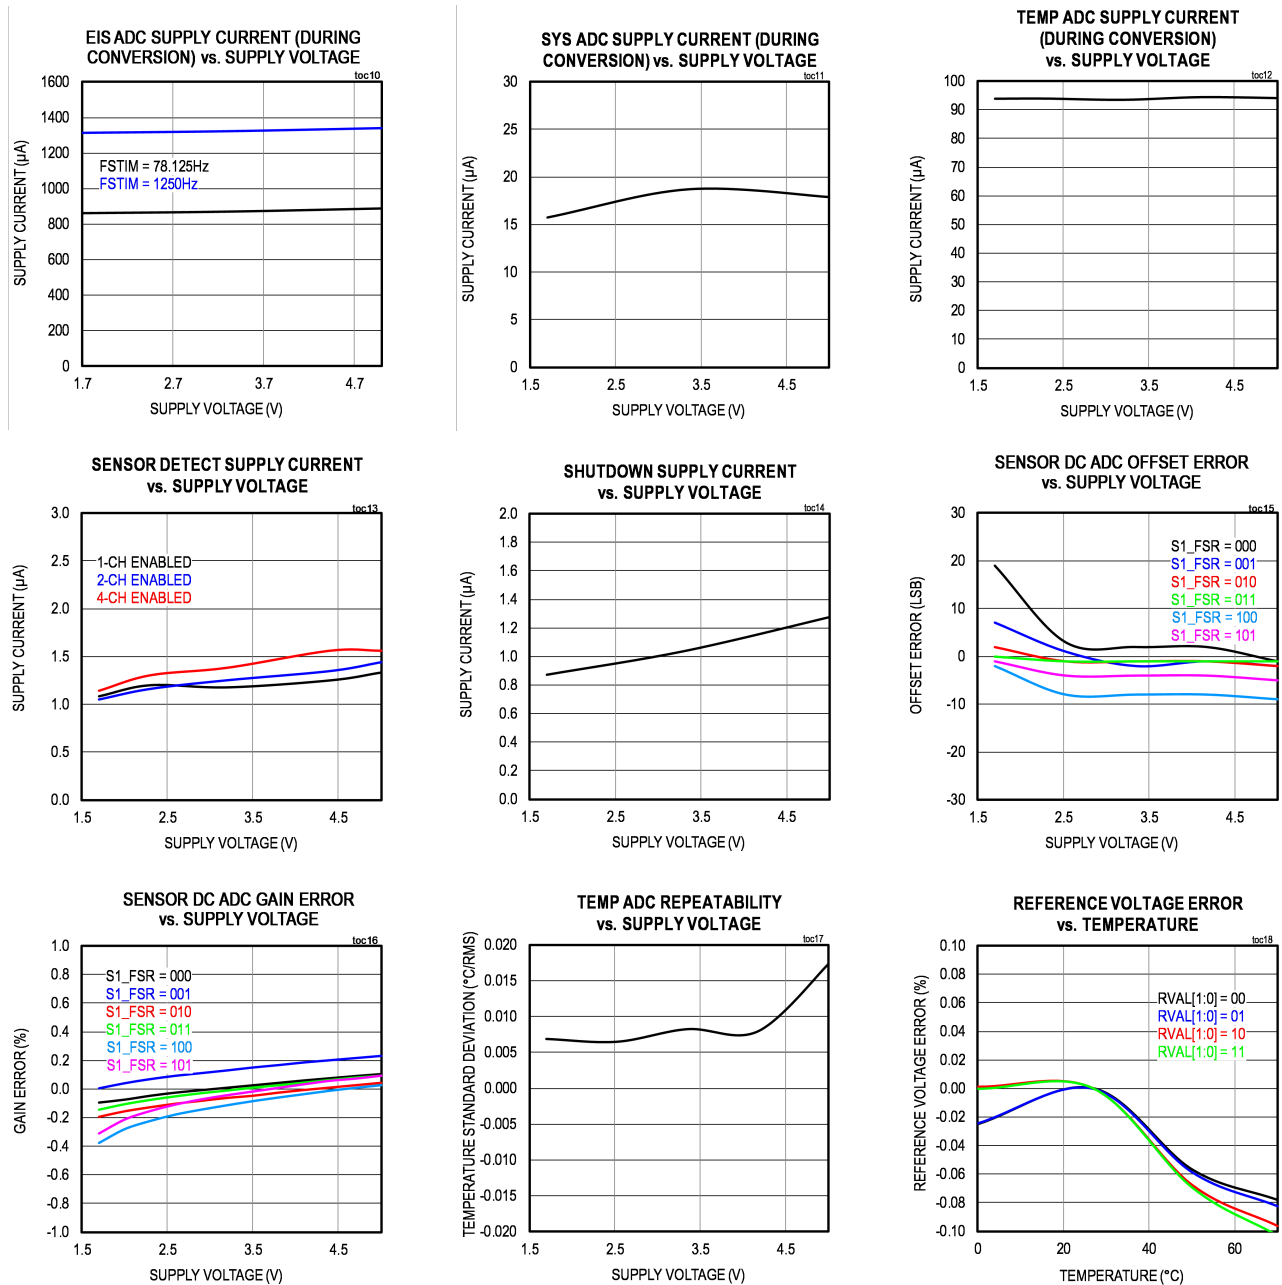 EIS ADC SUPPLY CURRENT (DURING
CONVERSION) vs. SUPPLY VOLTAGE
toc10
1600
1400
1200
1000
800
600
400
200
0
1.7
2.7
3.7
4.7
SUPPLY CURRENT (µA)
FSTIM = 78.125Hz
FSTIM = 1250Hz
SUPPLY VOLTAGE (V)
SYS ADC SUPPLY CURRENT (DURING
CONVERSION) vs. SUPPLY VOLTAGE
toc11
30
25
20
15
10
5
0
1.5
2.5
3.5
4.5
SUPPLY CURRENT (µA)
SUPPLY VOLTAGE (V)
TEMP ADC SUPPLY CURRENT
(DURING CONVERSION)
vs. SUPPLY VOLTAGE
toc12
100
90
80
70
60
50
40
30
20
10
0
1.5
2.5
3.5
4.5
SUPPLY CURRENT (µA)
SUPPLY VOLTAGE (V)
SENSOR DETECT SUPPLY CURRENT
vs. SUPPLY VOLTAGE
toc13
3.0
2.5
2.0
1.5
1.0
0.5
0.0
1.5
2.5
3.5
4.5
SUPPLY CURRENT (µA)
1-CH ENABLED
2-CH ENABLED
4-CH ENABLED
SUPPLY VOLTAGE (V)
SHUTDOWN SUPPLY CURRENT
vs. SUPPLY VOLTAGE
toc14
2.0
1.8
1.6
1.4
1.2
1.0
0.8
0.6
0.4
0.2
0.0
1.5
2.5
3.5
4.5
SUPPLY CURRENT (µA)
SUPPLY VOLTAGE (V)
SENSOR DC ADC OFFSET ERROR
vs. SUPPLY VOLTAGE
toc15
30
20
10
0
-10
-20
-30
1.5
2.5
3.5
4.5
OFFSET ERROR (LSB)
S1_FSR = 000
S1_FSR = 001
S1_FSR = 010
S1_FSR = 011
S1_FSR = 100
S1_FSR = 101
SUPPLY VOLTAGE (V)
SENSOR DC ADC GAIN ERROR
vs. SUPPLY VOLTAGE
toc16
1.0
0.8
0.6
0.4
0.2
0.0
-0.2
-0.4
-0.6
-0.8
-1.0
1.5
2.5
3.5
4.5
GAIN ERROR (%)
S1_FSR = 000
S1_FSR = 001
S1_FSR = 010
S1_FSR = 011
S1_FSR = 100
S1_FSR = 101
SUPPLY VOLTAGE (V)
TEMP ADC REPEATABILITY
vs. SUPPLY VOLTAGE
toc17
0.020
0.015
0.010
0.005
0.000
-0.005
-0.010
-0.015
-0.020
1.5
2.5
3.5
4.5
TEMPERATURE STANDARD DEVIATION (°C/RMS)
SUPPLY VOLTAGE (V)
REFERENCE VOLTAGE ERROR
vs. TEMPERATURE
toc18
0.10
0.08
0.06
0.04
0.02
0.00
-0.02
-0.04
-0.06
-0.08
-0.10
0
20
40
60
REFERENCE VOLTAGE ERROR (%)
RVAL[1:0] = 00
RVAL[1:0] = 01
RVAL[1:0] = 10
RVAL[1:0] = 11
TEMPERATURE (°C)